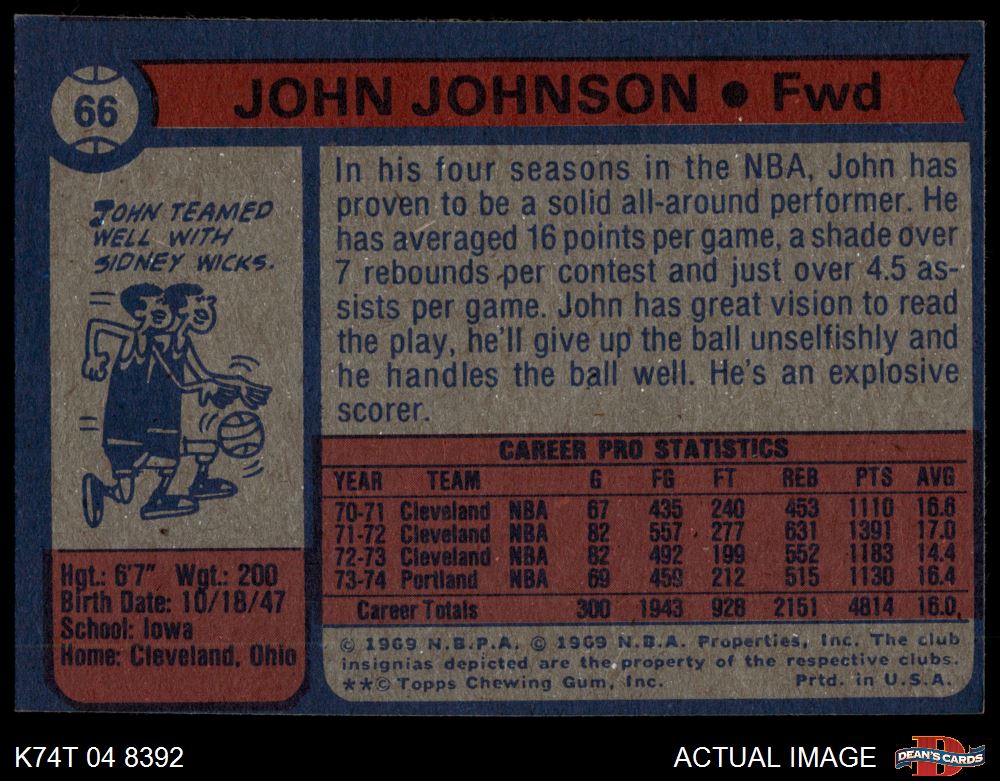 66
JOHN JOHNSON ● Fwd
JOHN TEAMED
WELL WITH
SIDNEY WICKS.
In his four seasons in the NBA, John has
proven to be a solid all-around performer. He
has averaged 16 points per game, a shade over
7 rebounds per contest and just over 4.5 as-
sists per game. John has great vision to read
the play, he'll give up the ball unselfishly and
he handles the ball well. He's an explosive
scorer.
CAREER PRO STATISTICS
YEAR TEAM G FG FT REB PTS AVG
70-71 Cleveland NBA 67 435 240 453 1110 16.6
71-72 Cleveland NBA 82 557 277 631 1391 17.0
72-73 Cleveland NBA 82 492 199 552 1183 14.4
73-74 Portland NBA 69 459 212 515 1130 16.4
Career Totals 300 1943 928 2151 4814 16.0
Hgt.: 6'7" Wgt.: 200
Birth Date: 10/18/47
School: Iowa
Home: Cleveland, Ohio
© 1969 N.B.P.A. © 1969 N.B.A. Properties, Inc. The club
insignias depicted are the property of the respective clubs.
**© Topps Chewing Gum, Inc. Prtd. in U.S.A.
K74T 04 8392
ACTUAL IMAGE
D
DEAN'S CARDS